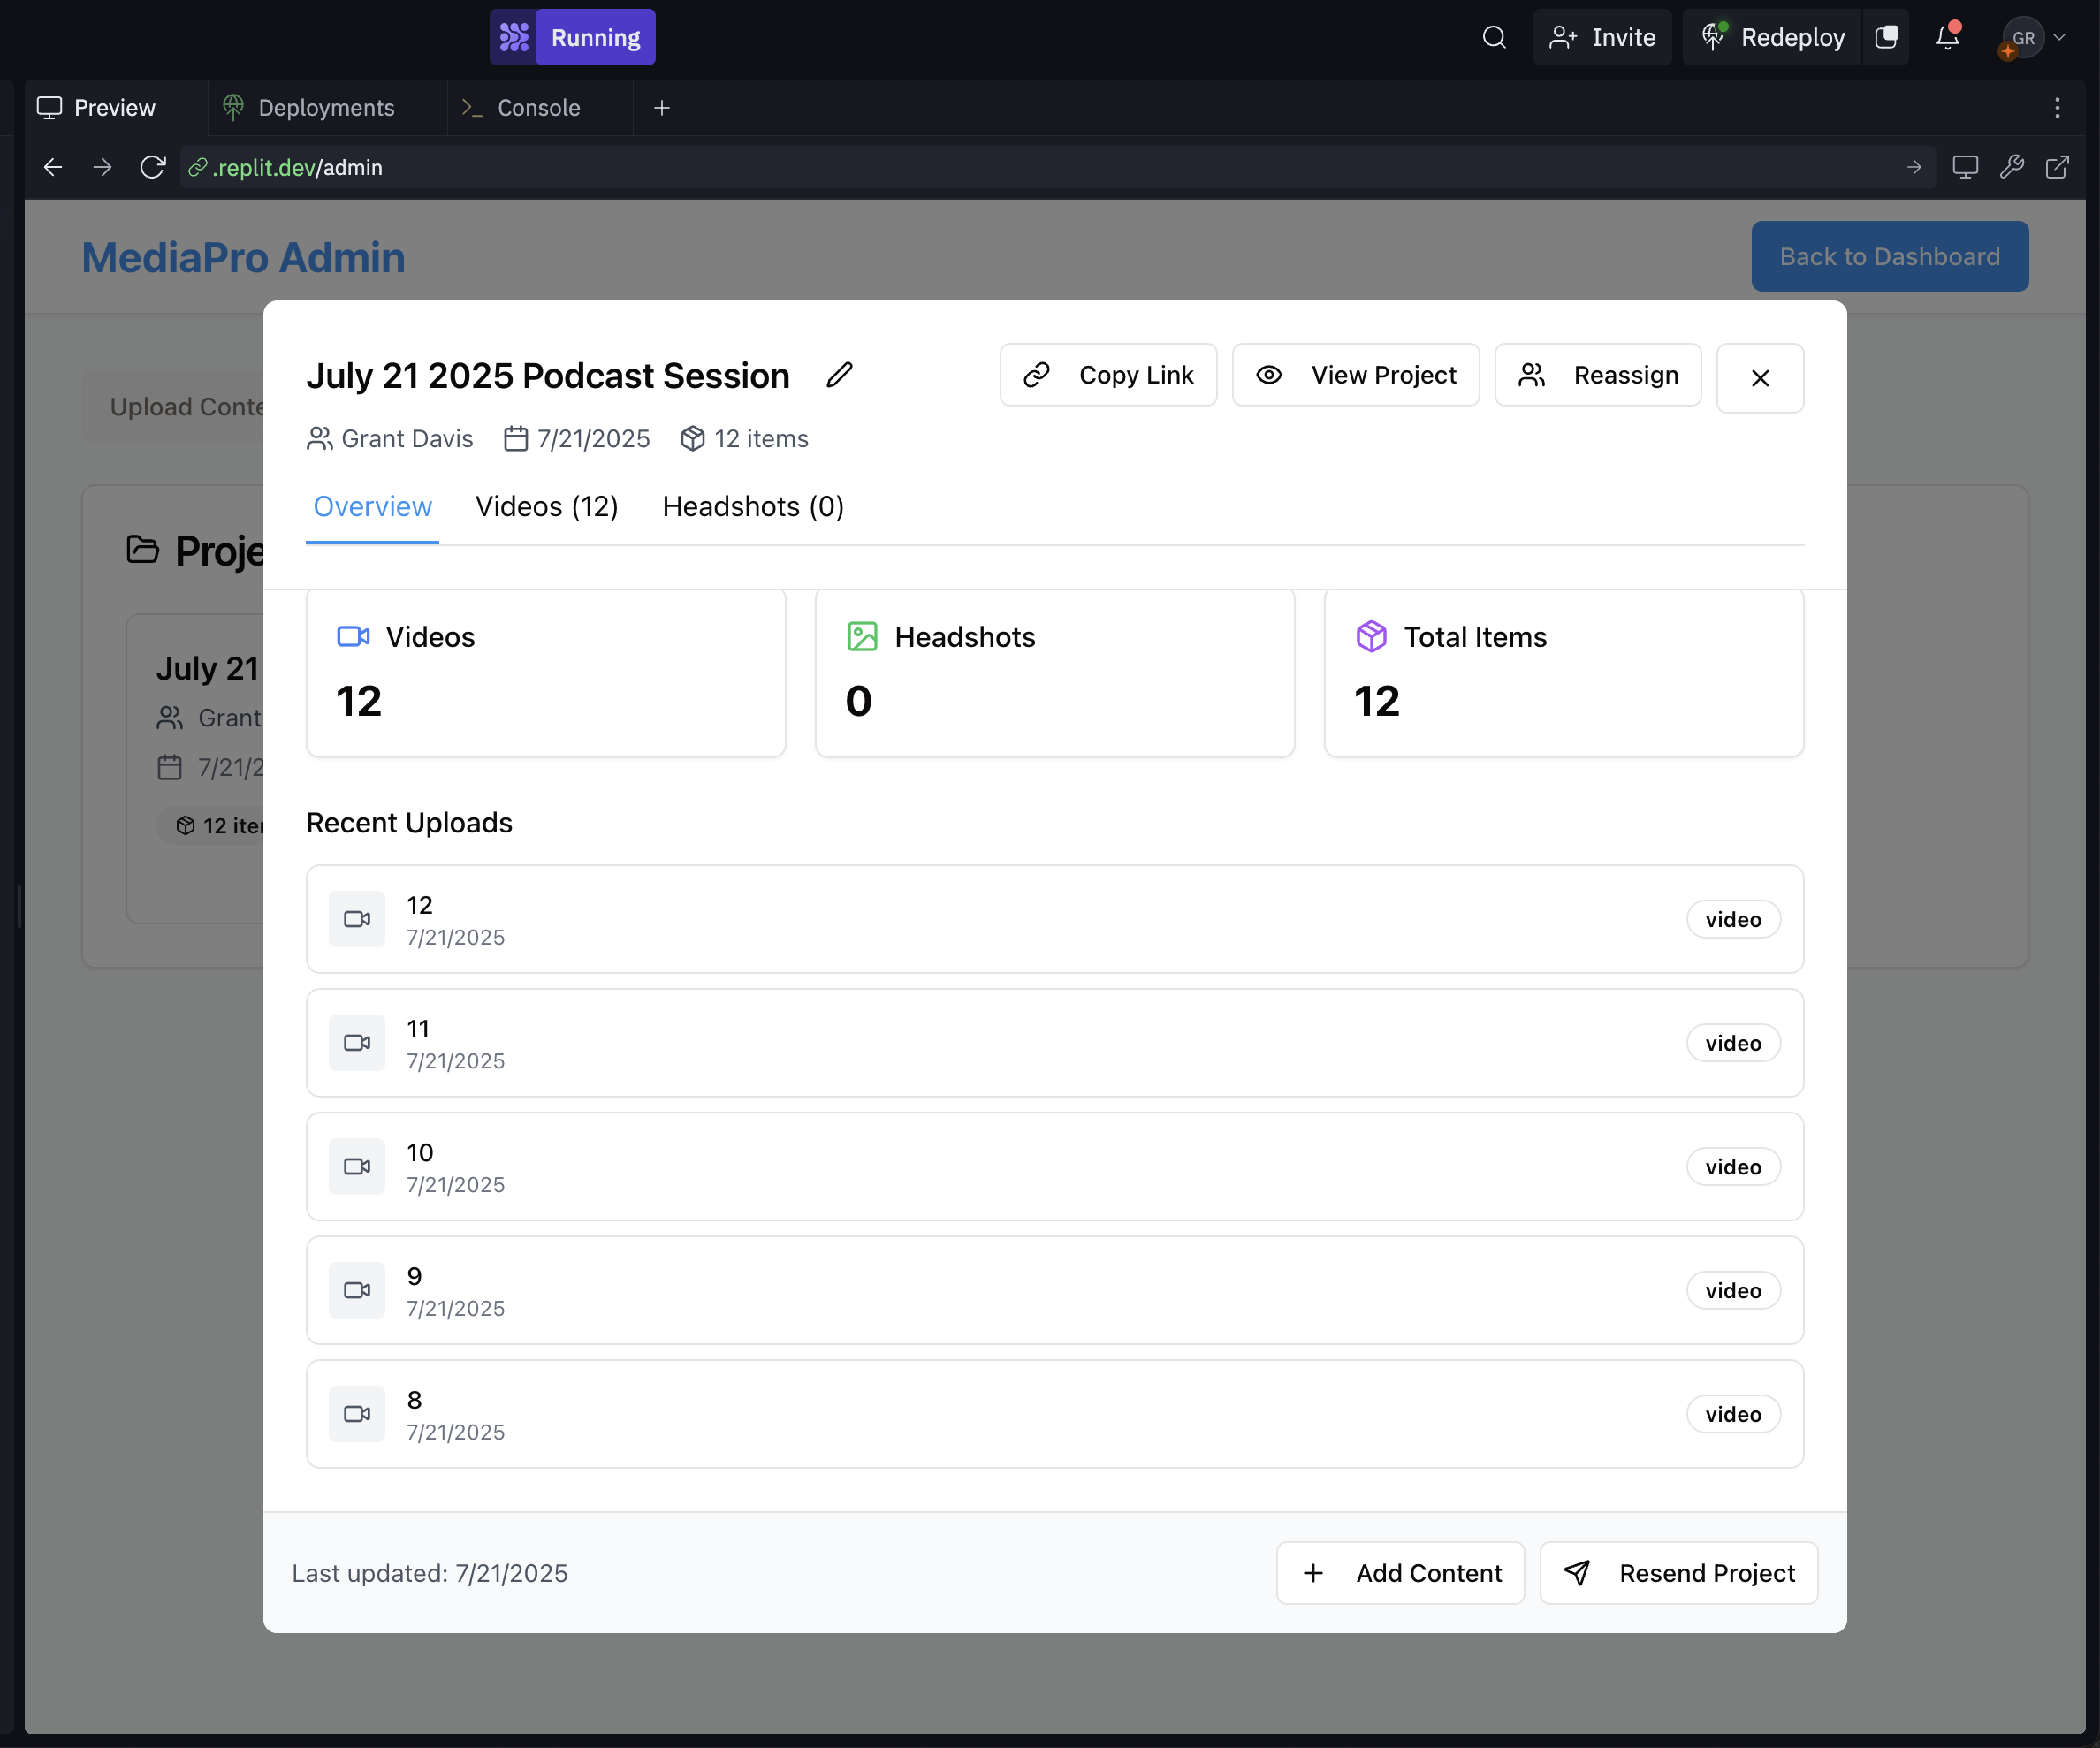 Running
Invite
Redeploy
GR
Preview
Deployments
Console
.replit.dev/admin
MediaPro Admin
Back to Dashboard
Upload Conte
Proje
July 21
Grant
7/21/2
12 iter
July 21 2025 Podcast Session
Copy Link
View Project
Reassign
Grant Davis 7/21/2025 12 items
Overview Videos (12) Headshots (0)
Videos
12
Headshots
0
Total Items
12
Recent Uploads
12
7/21/2025
video
11
7/21/2025
video
10
7/21/2025
video
9
7/21/2025
video
8
7/21/2025
video
Last updated: 7/21/2025
Add Content
Resend Project